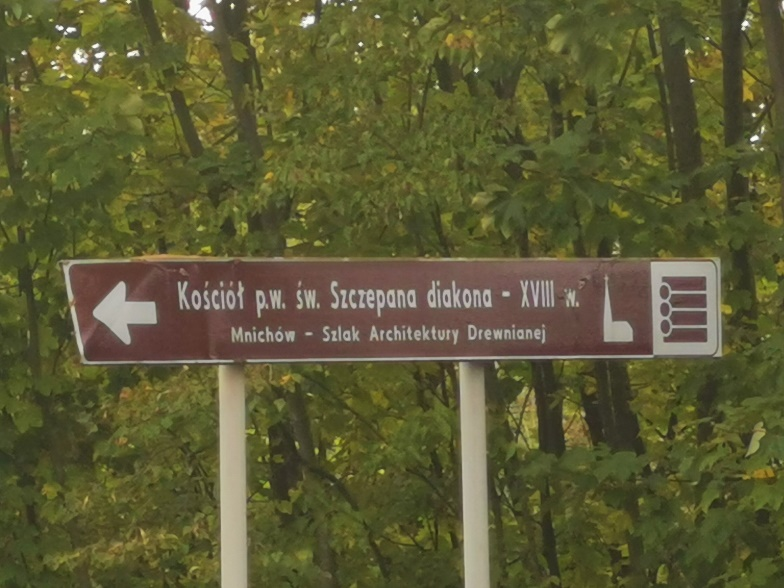 Kościół p.w. św. Szczepana diakona - XVIII w.
Mnichów - Szlak Architektury Drewnianej